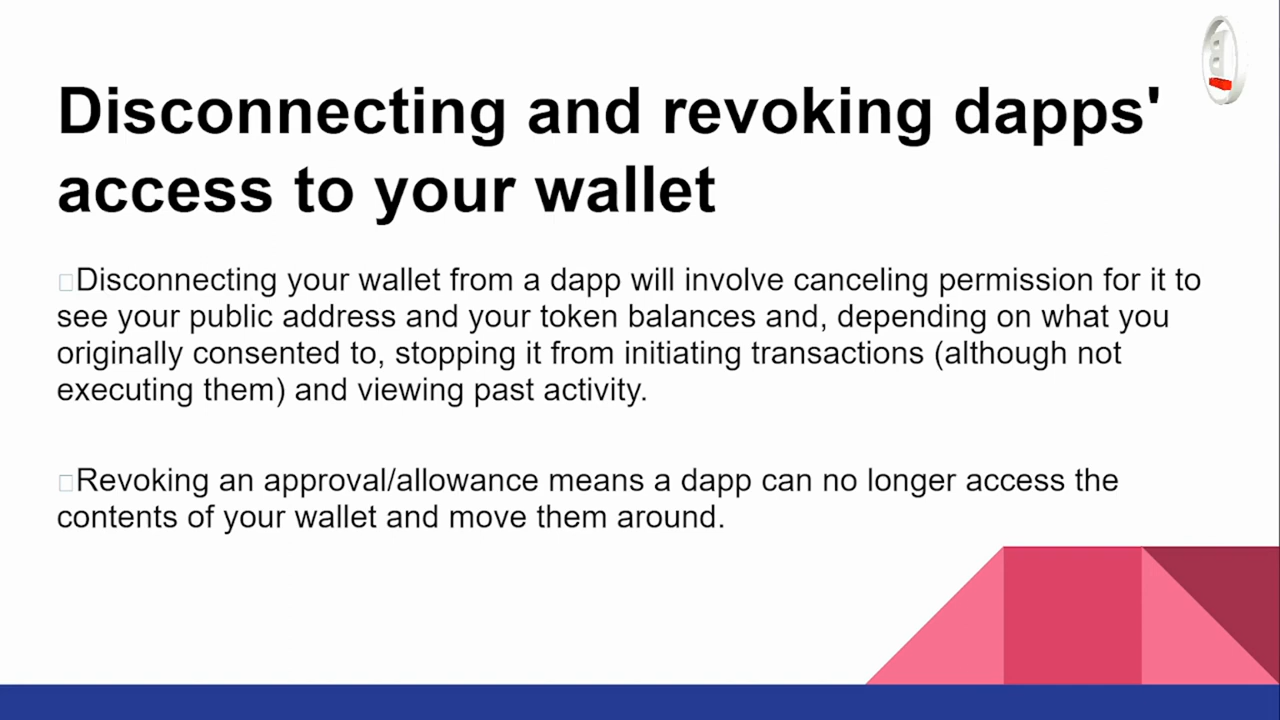 Disconnecting and revoking dapps'
access to your wallet
Disconnecting your wallet from a dapp will involve canceling permission for it to
see your public address and your token balances and, depending on what you
originally consented to, stopping it from initiating transactions (although not
executing them) and viewing past activity.
Revoking an approval/allowance means a dapp can no longer access the
contents of your wallet and move them around.